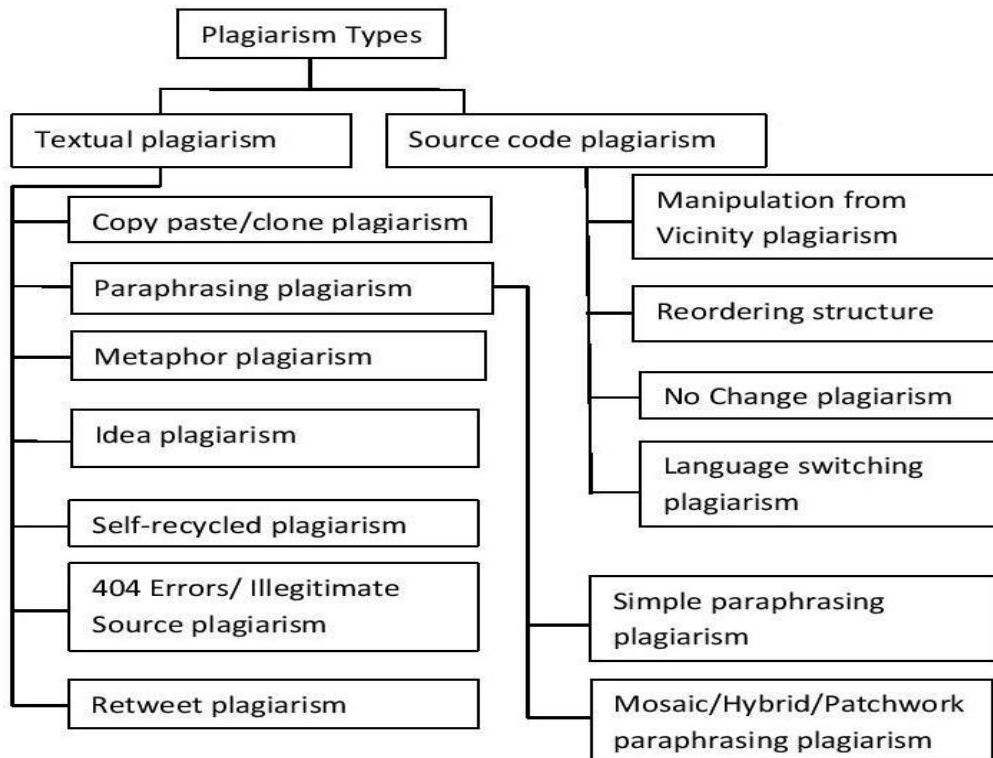 Plagiarism Types
Textual plagiarism
Source code plagiarism
Copy paste/clone plagiarism
Paraphrasing plagiarism
Metaphor plagiarism
Idea plagiarism
Self-recycled plagiarism
404 Errors/ Illegitimate
Source plagiarism
Retweet plagiarism
Manipulation from
Vicinity plagiarism
Reordering structure
No Change plagiarism
Language switching
plagiarism
Simple paraphrasing
plagiarism
Mosaic/Hybrid/Patchwork
paraphrasing plagiarism